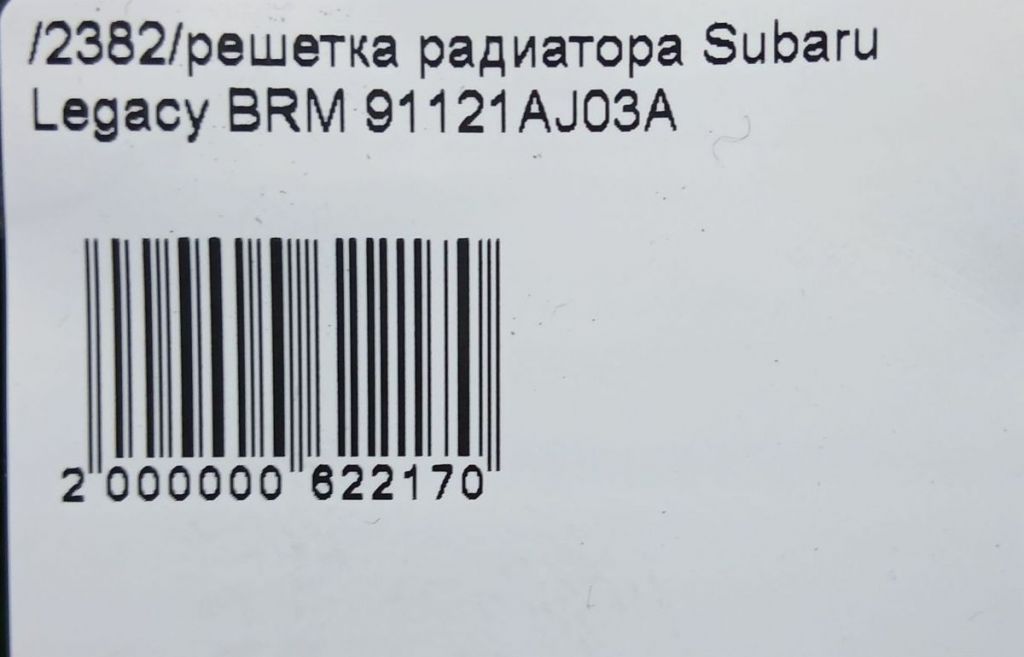 /2382/решетка радиатора Subaru
Legacy BRM 91121AJ03A
2 000000 622170